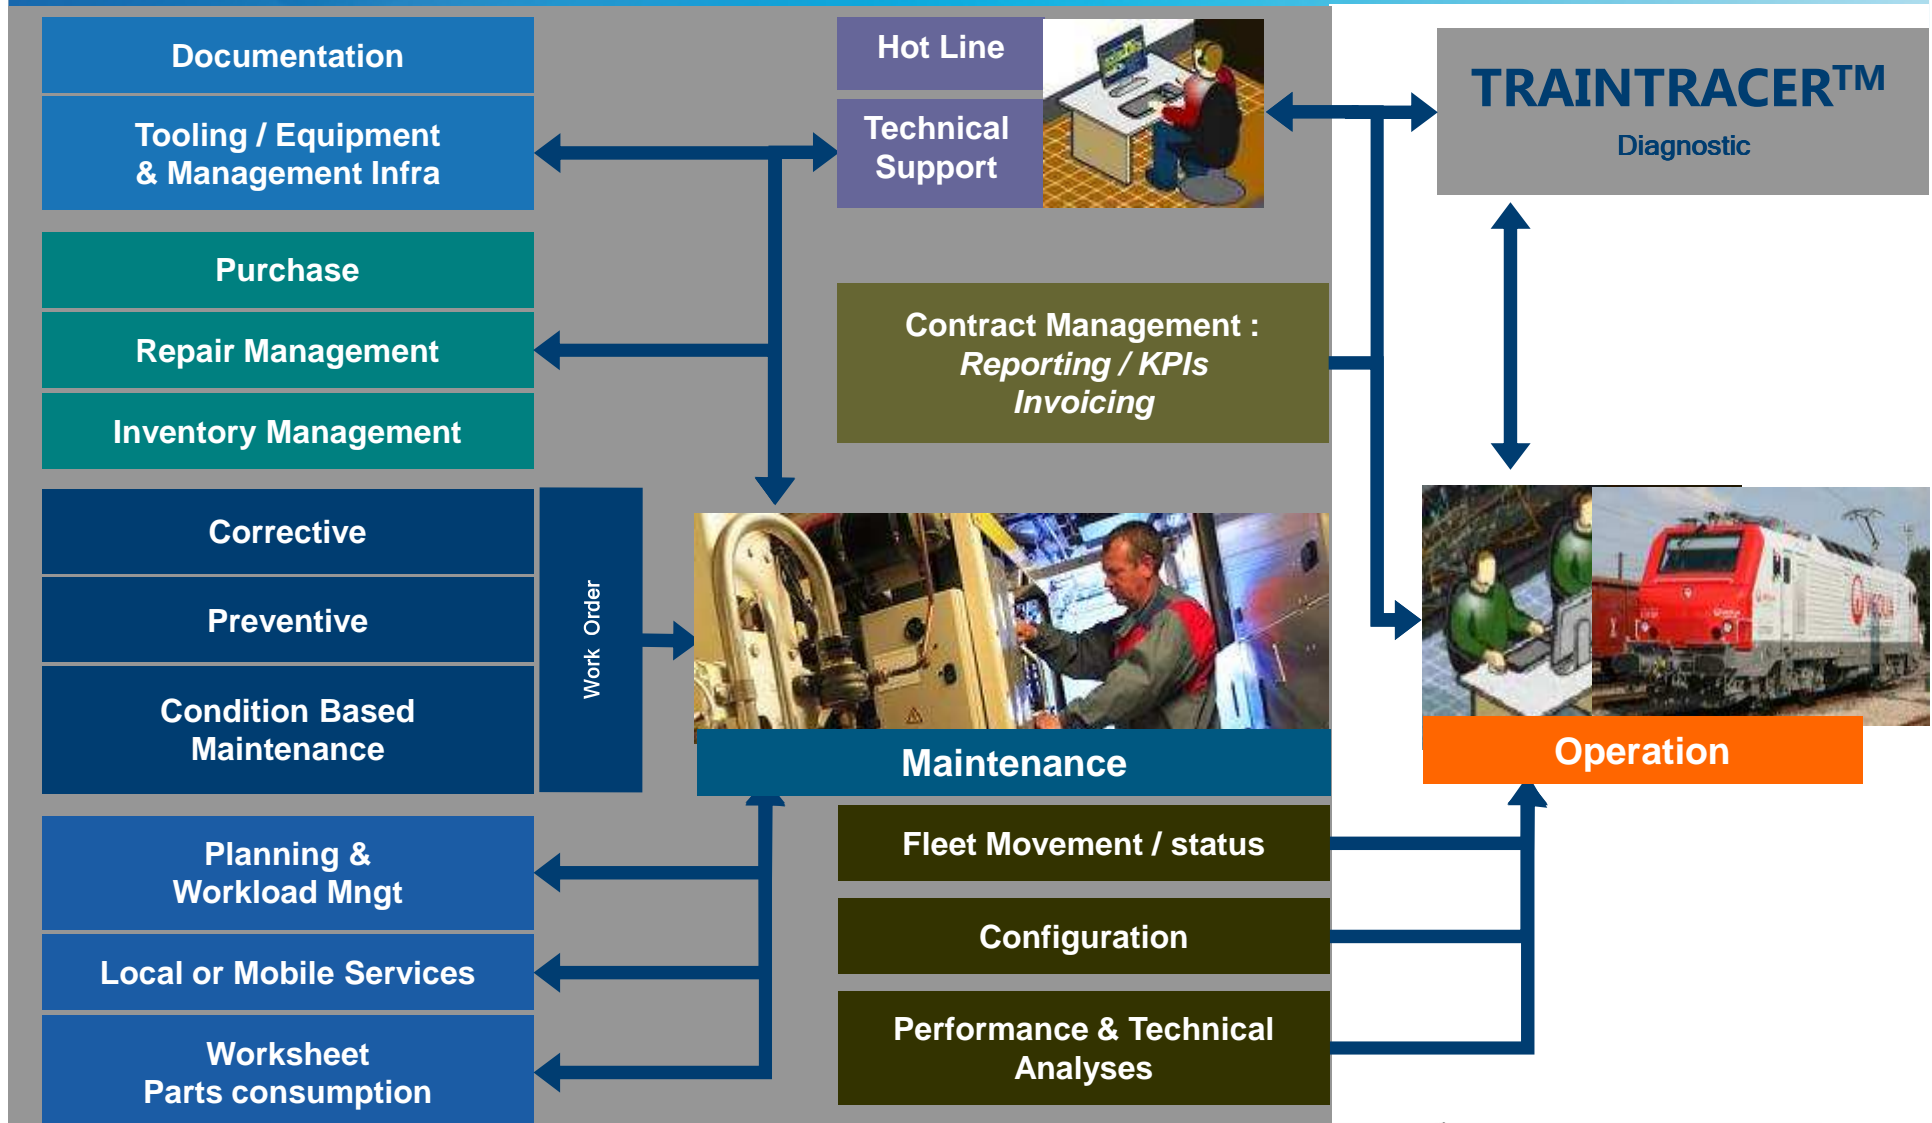 Documentation
Tooling / Equipment
& Management Infra
Purchase
Repair Management
Inventory Management
Corrective
Preventive
Condition Based
Maintenance
Work Order
Planning &
Workload Mngt
Local or Mobile Services
Worksheet
Parts consumption
Hot Line
Technical
Support
Contract Management :
Reporting / KPIs
Invoicing
Maintenance
Fleet Movement / status
Configuration
Performance & Technical
Analyses
TRAINTRACER™
Diagnostic
Operation